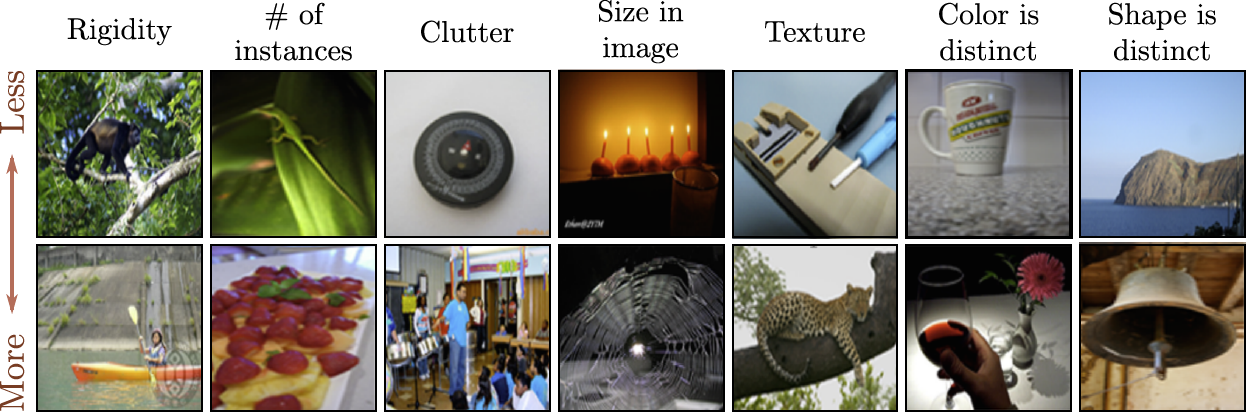 Rigidity
# of
instances
Clutter
Size in
image
Texture
Color is
distinct
Shape is
distinct
Less
More